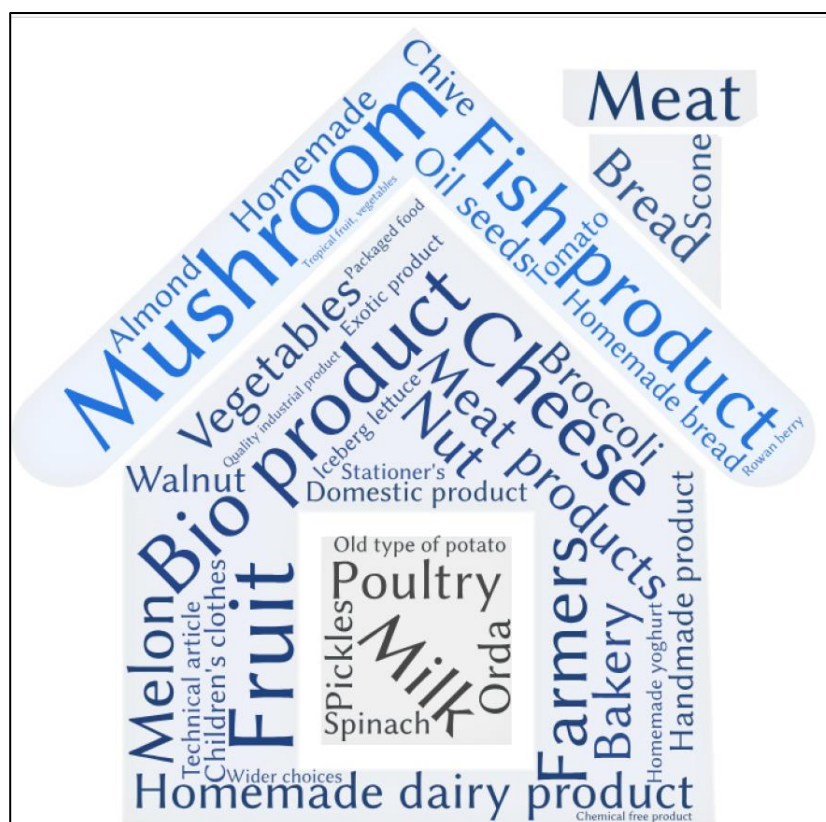 Chive
Homemade
Mushroom
Tropical fruit, vegetables
Almond
Fish product
Oil seeds
Tomato
Homemade bread
Rowan berry
Meat
Bread
Scone
Packaged food
Exotic product
Vegetables
Quality industrial product
Bio product
Iceberg lettuce
Cheese
Meat products
Nut
Broccoli
Walnut
Stationer's
Domestic product
Melon
Technical article
Children's clothes
Fruit
Wider choices
Old type of potato
Poultry
Pickles
Milk
Orda
Spinach
Farmers
Bakery
Homemade yoghurt
Handmade product
Homemade dairy product
Chemical free product